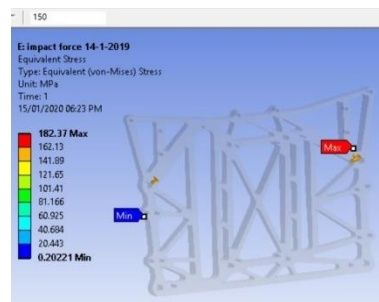 150
E: impact force 14-1-2019
Equivalent Stress
Type: Equivalent (von-Mises) Stress
Unit: MPa
Time: 1
15/01/2020 06:23 PM
182.37 Max
162.13
141.89
121.65
101.41
81.166
60.925
40.684
20.443
0.20221 Min
Max
Min